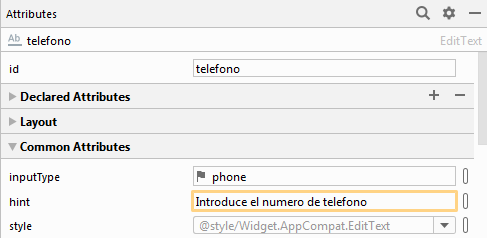 Attributes
Ab telefono EditText
id telefono
Declared Attributes
Layout
Common Attributes
inputType phone
hint Introduce el numero de telefono
style @style/Widget.AppCompat.EditText